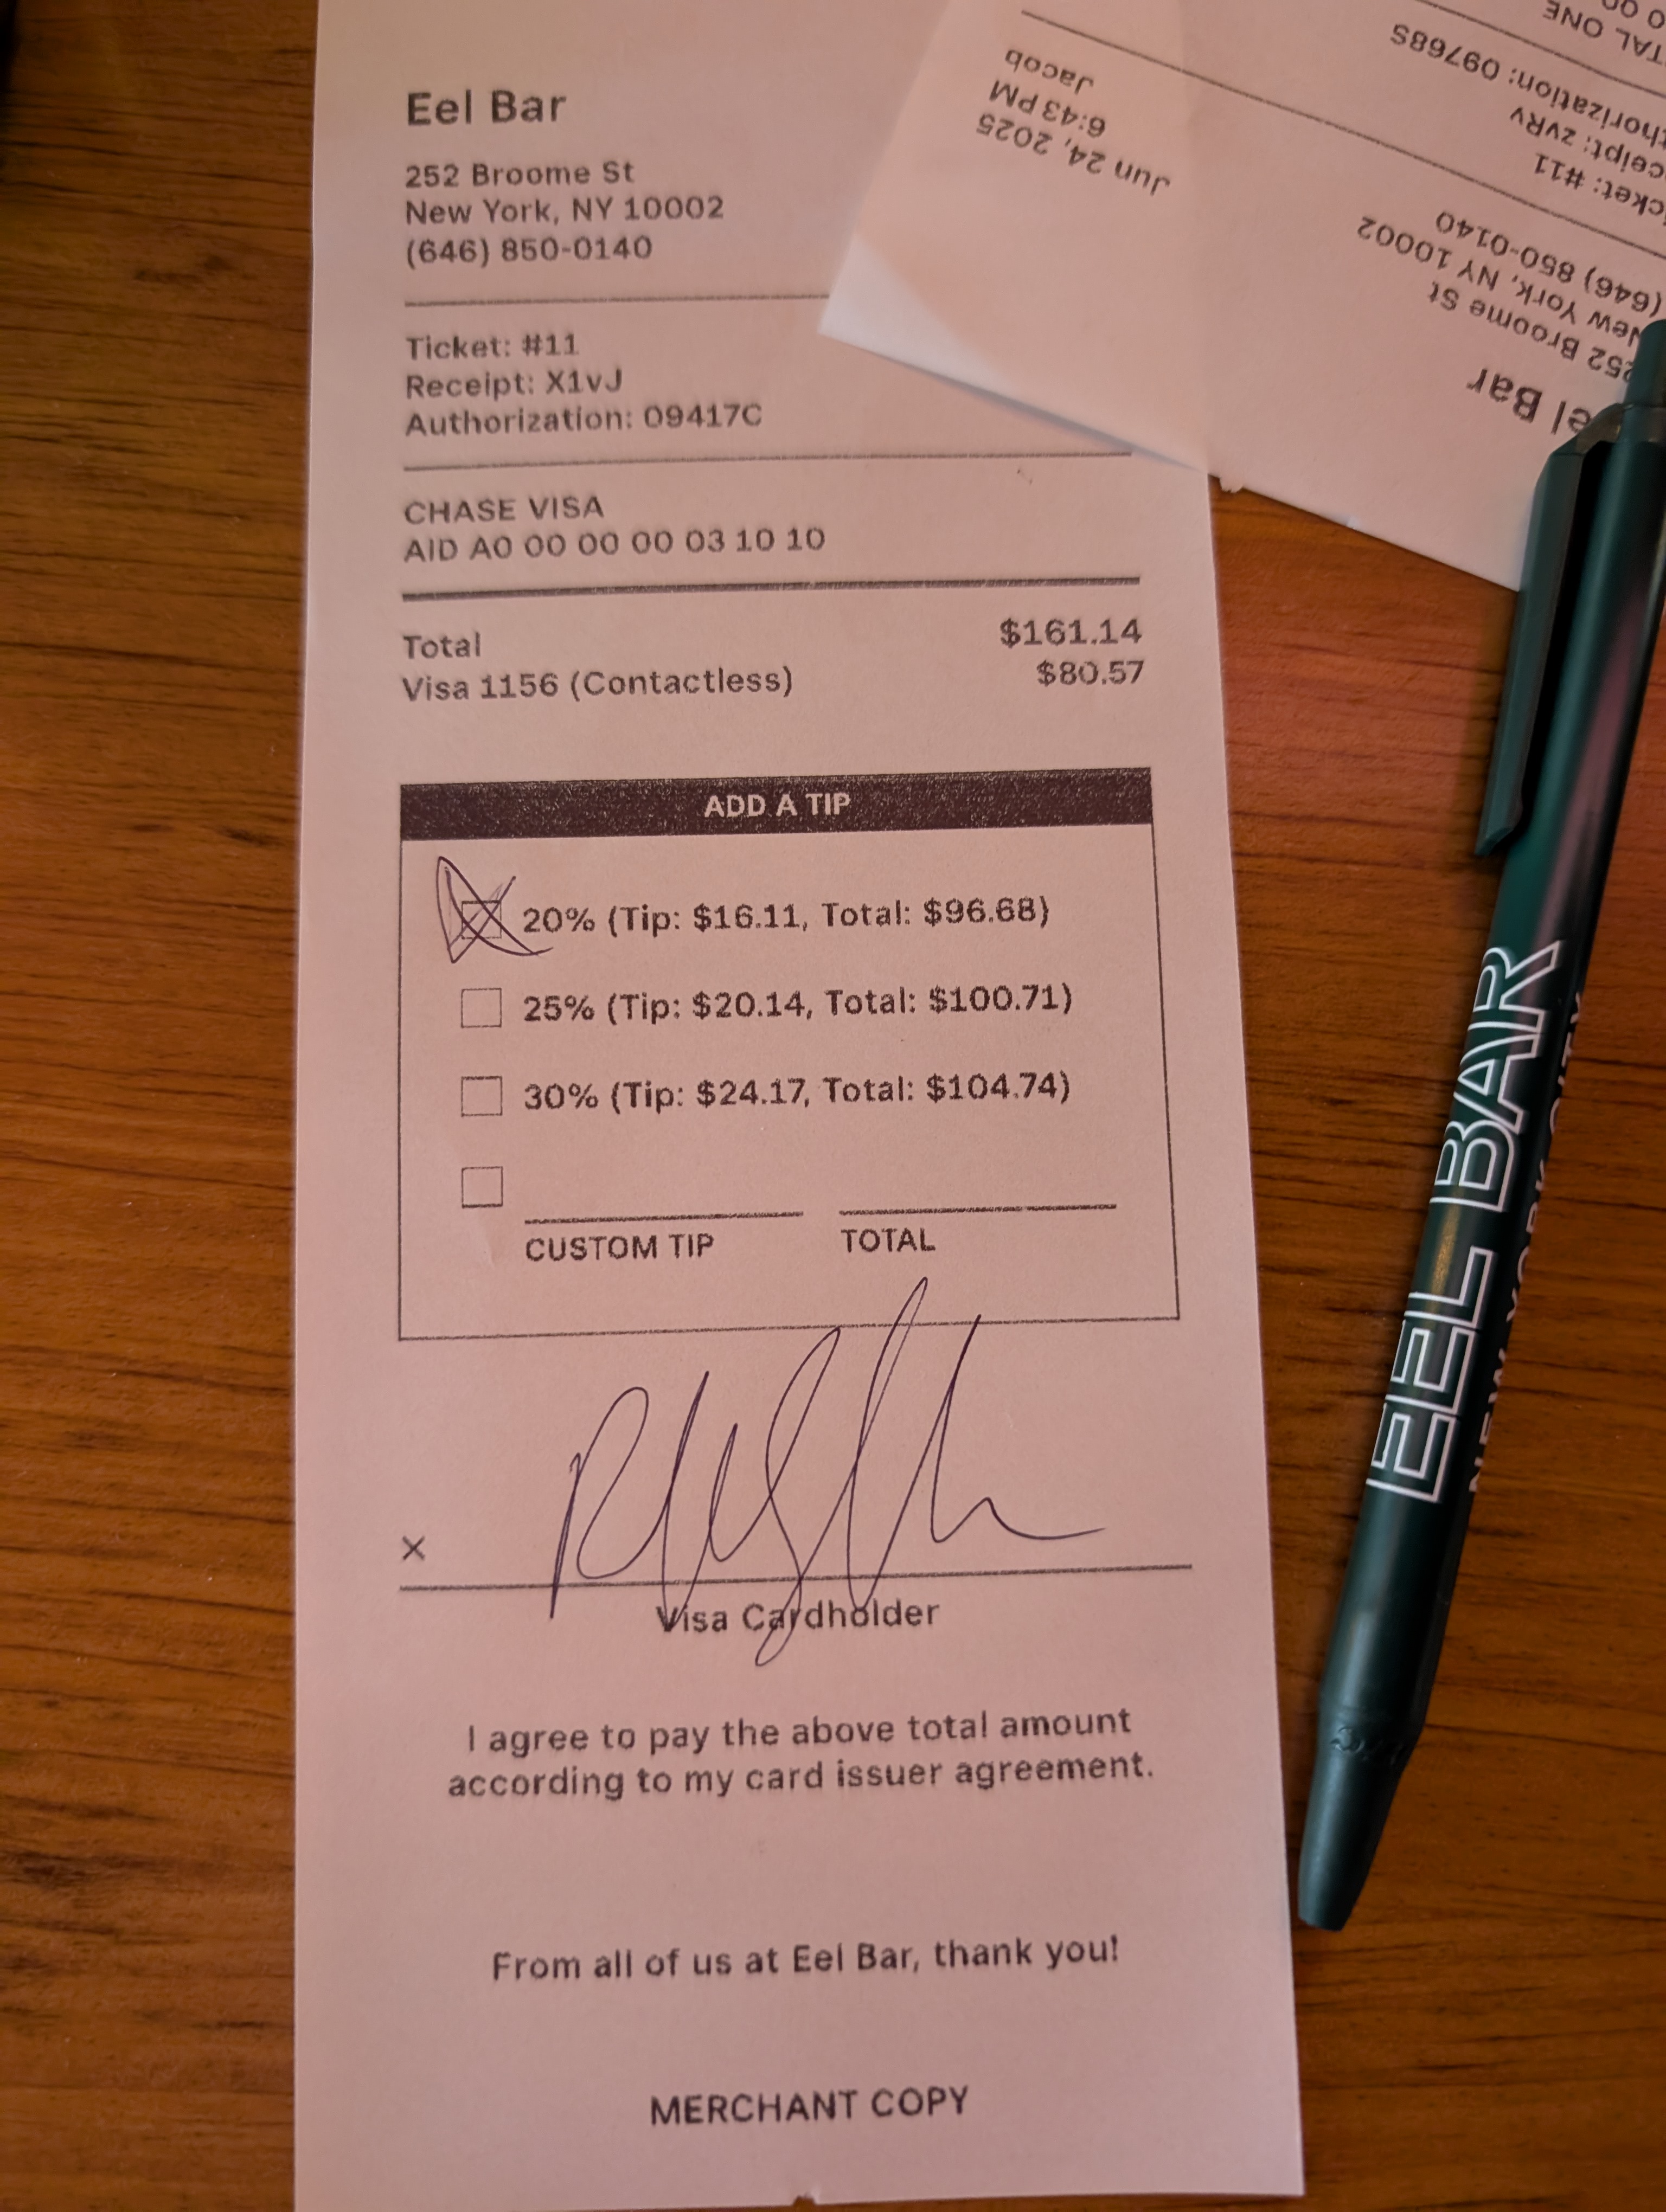 Eel Bar
252 Broome St
New York, NY 10002
(646) 850-0140
Ticket: #11
Receipt: X1vJ
Authorization: 09417C
CHASE VISA
AID A0 00 00 00 03 10 10
Total $161.14
Visa 1156 (Contactless) $80.57
ADD A TIP
20% (Tip: $16.11, Total: $96.68)
25% (Tip: $20.14, Total: $100.71)
30% (Tip: $24.17, Total: $104.74)
CUSTOM TIP TOTAL
×
Visa Cardholder
I agree to pay the above total amount
according to my card issuer agreement.
From all of us at Eel Bar, thank you!
MERCHANT COPY
el Bar
252 Broome St
New York, NY 10002
(646) 850-0140
icket: #11
ceipt: zvRv
horization: 09768S
TAL ONE
Jun 24, 2025
6:43 PM
Jacob
EEL BAR
NEW YORK CITY